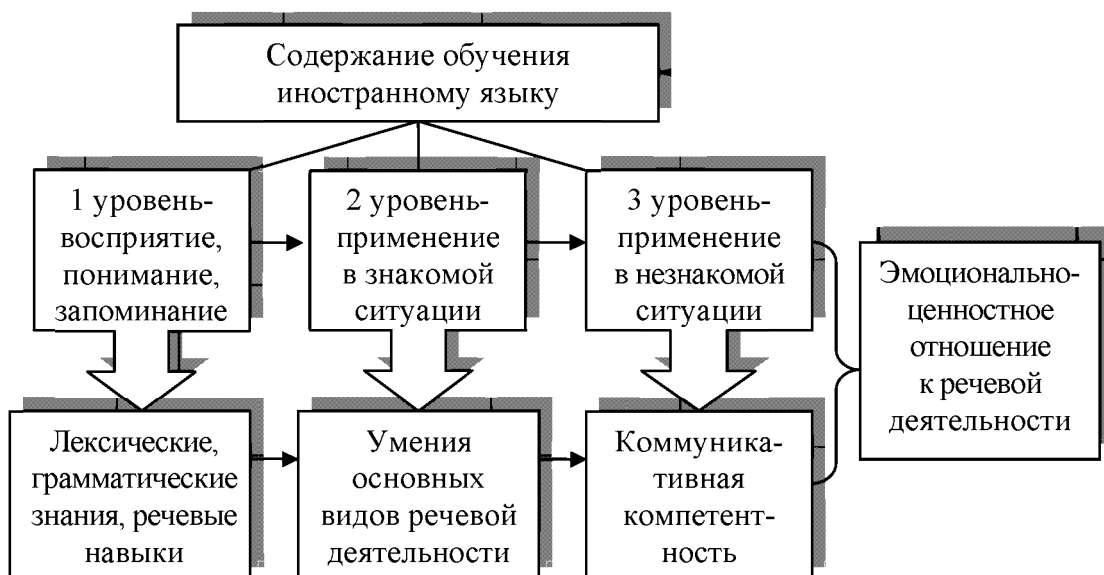 Содержание обучения
иностранному языку
1 уровень-
восприятие,
понимание,
запоминание
2 уровень-
применение
в знакомой
ситуации
3 уровень-
применение
в незнакомой
ситуации
Эмоционально-
ценностное
отношение
к речевой
деятельности
Лексические,
грамматические
знания, речевые
навыки
Умения
основных
видов речевой
деятельности
Коммуника-
тивная
компетент-
ность